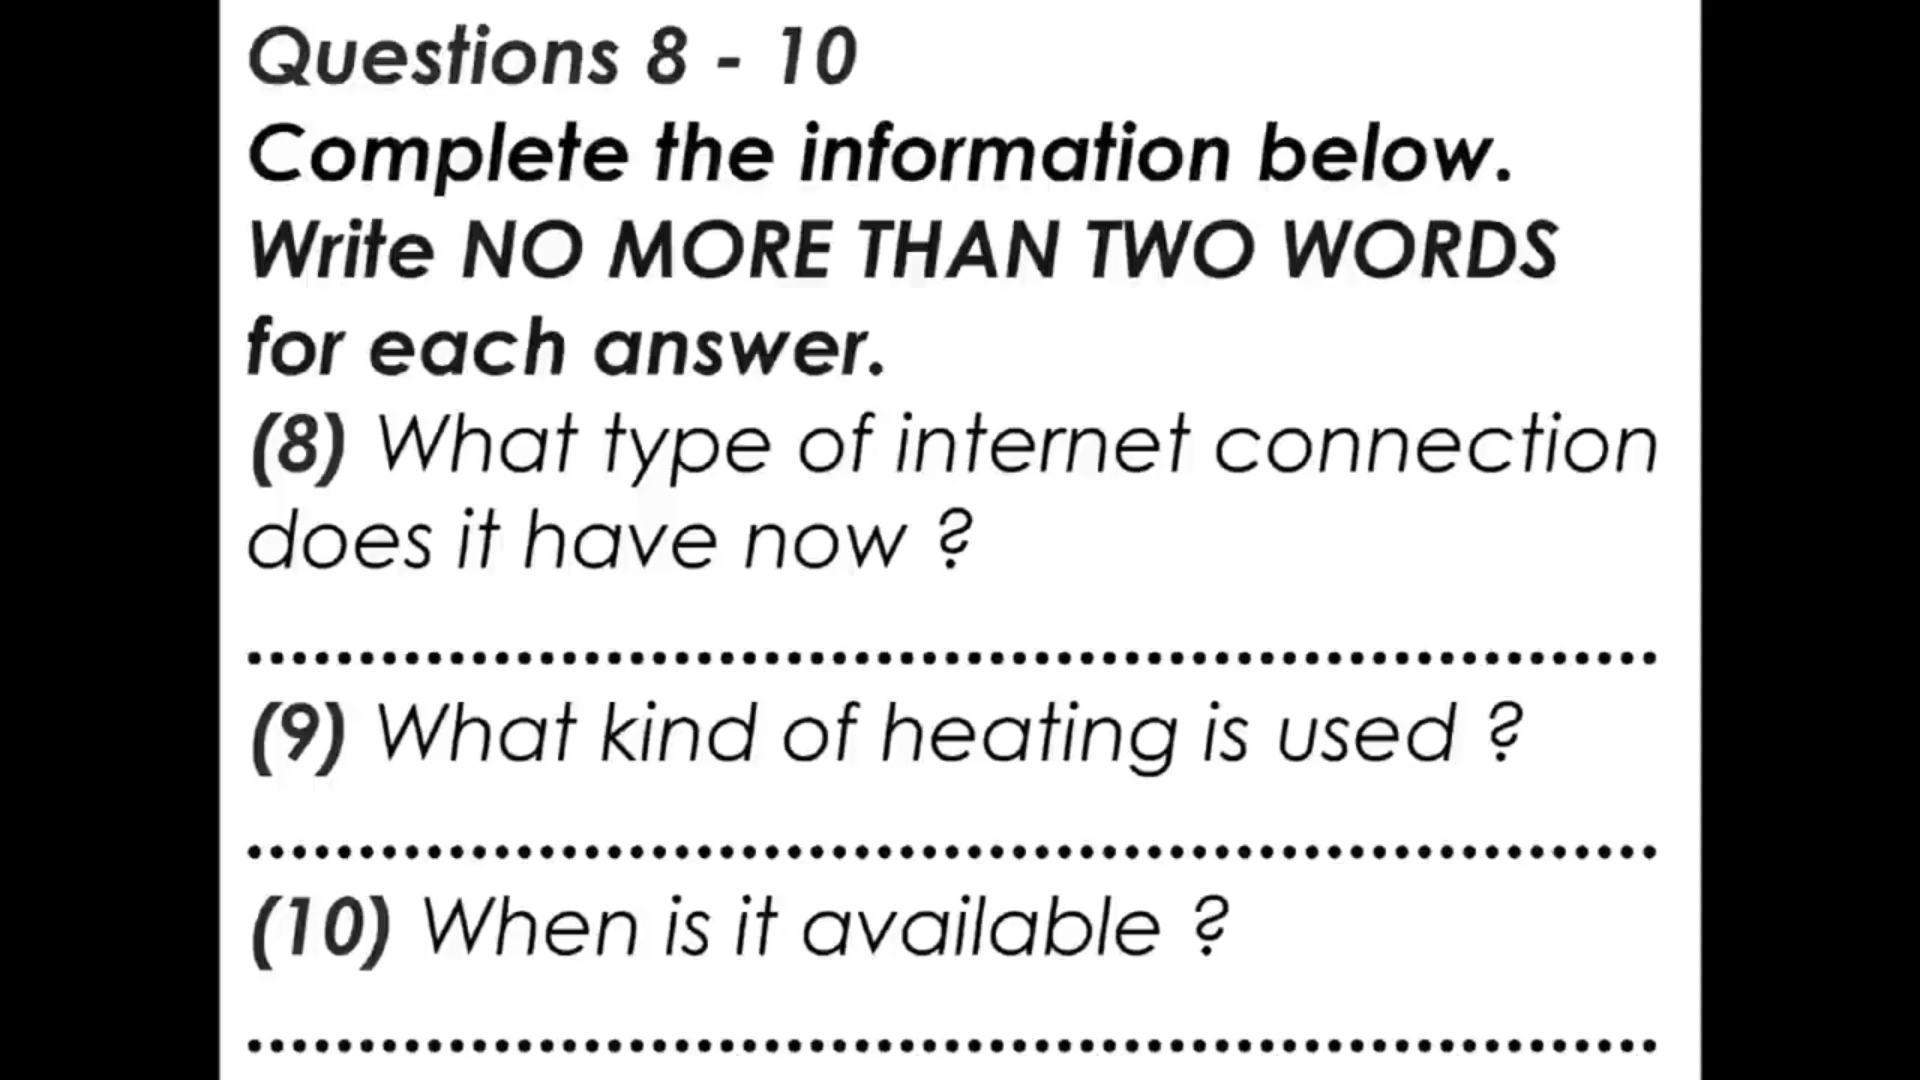 Questions 8 - 10
Complete the information below.
Write NO MORE THAN TWO WORDS
for each answer.
(8) What type of internet connection
does it have now ?
...............................................................
(9) What kind of heating is used ?
...............................................................
(10) When is it available ?
...............................................................